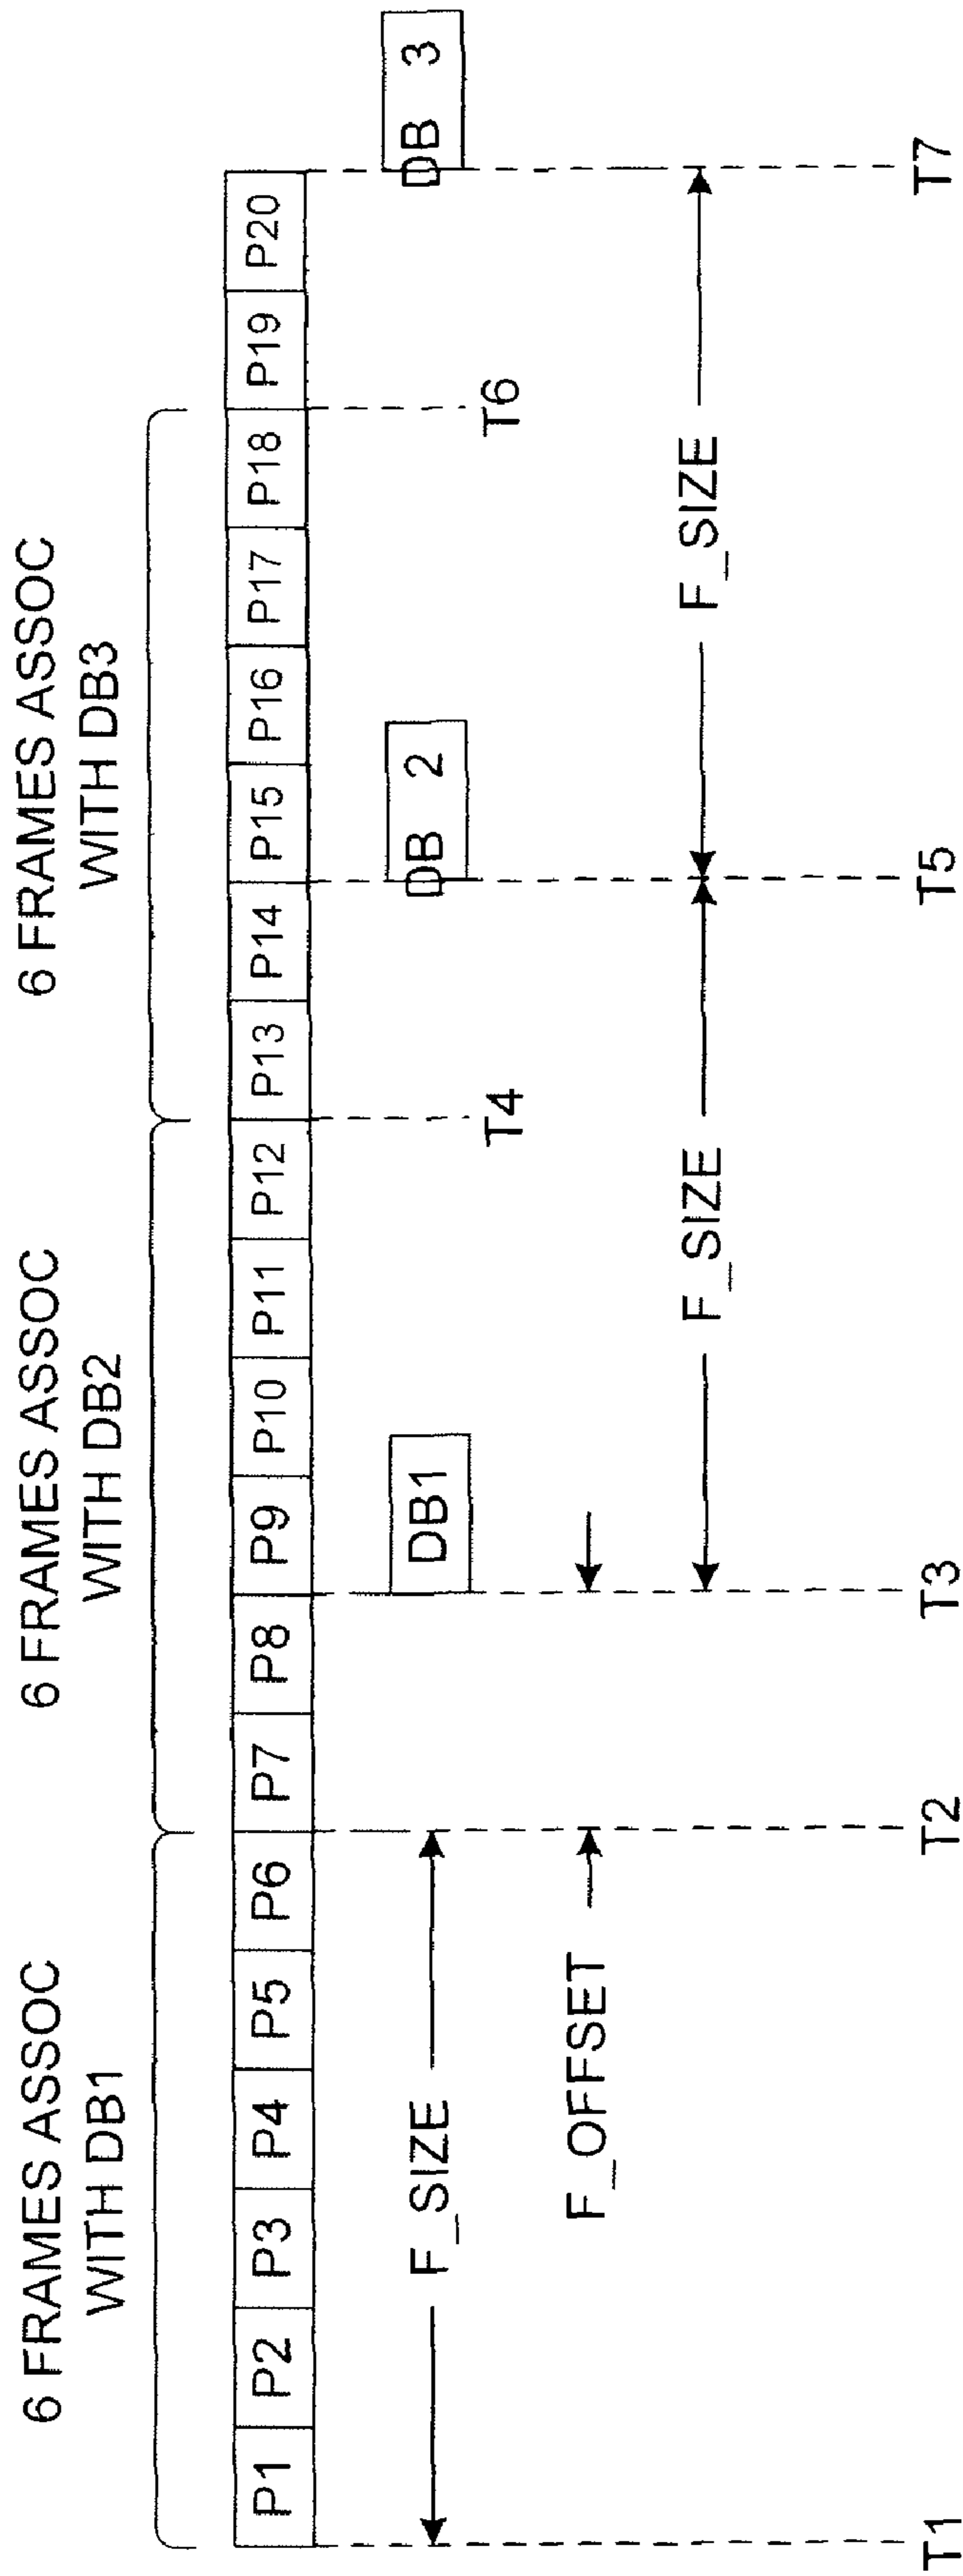 6 FRAMES ASSOC
WITH DB1
6 FRAMES ASSOC
WITH DB2
6 FRAMES ASSOC
WITH DB3
P1 P2 P3 P4 P5 P6 P7 P8 P9 P10 P11 P12 P13 P14 P15 P16 P17 P18 P19 P20
DB1
DB 2
DB 3
F_SIZE
T4
T6
F_OFFSET
F_SIZE
F_SIZE
T1
T2
T3
T5
T7